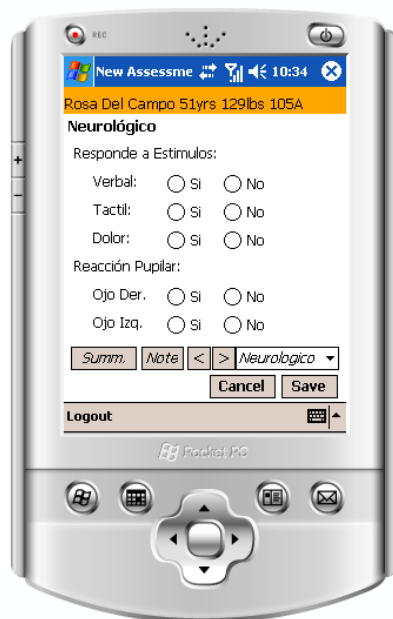 REC
New Assessme 10:34
Rosa Del Campo 51yrs 129lbs 105A
Neurológico
Responde a Estimulos:
Verbal: Si No
Tactil: Si No
Dolor: Si No
Reacción Pupilar:
Ojo Der. Si No
Ojo Izq. Si No
Summ. Note < > Neurologico
Cancel Save
Logout
Pocket PC